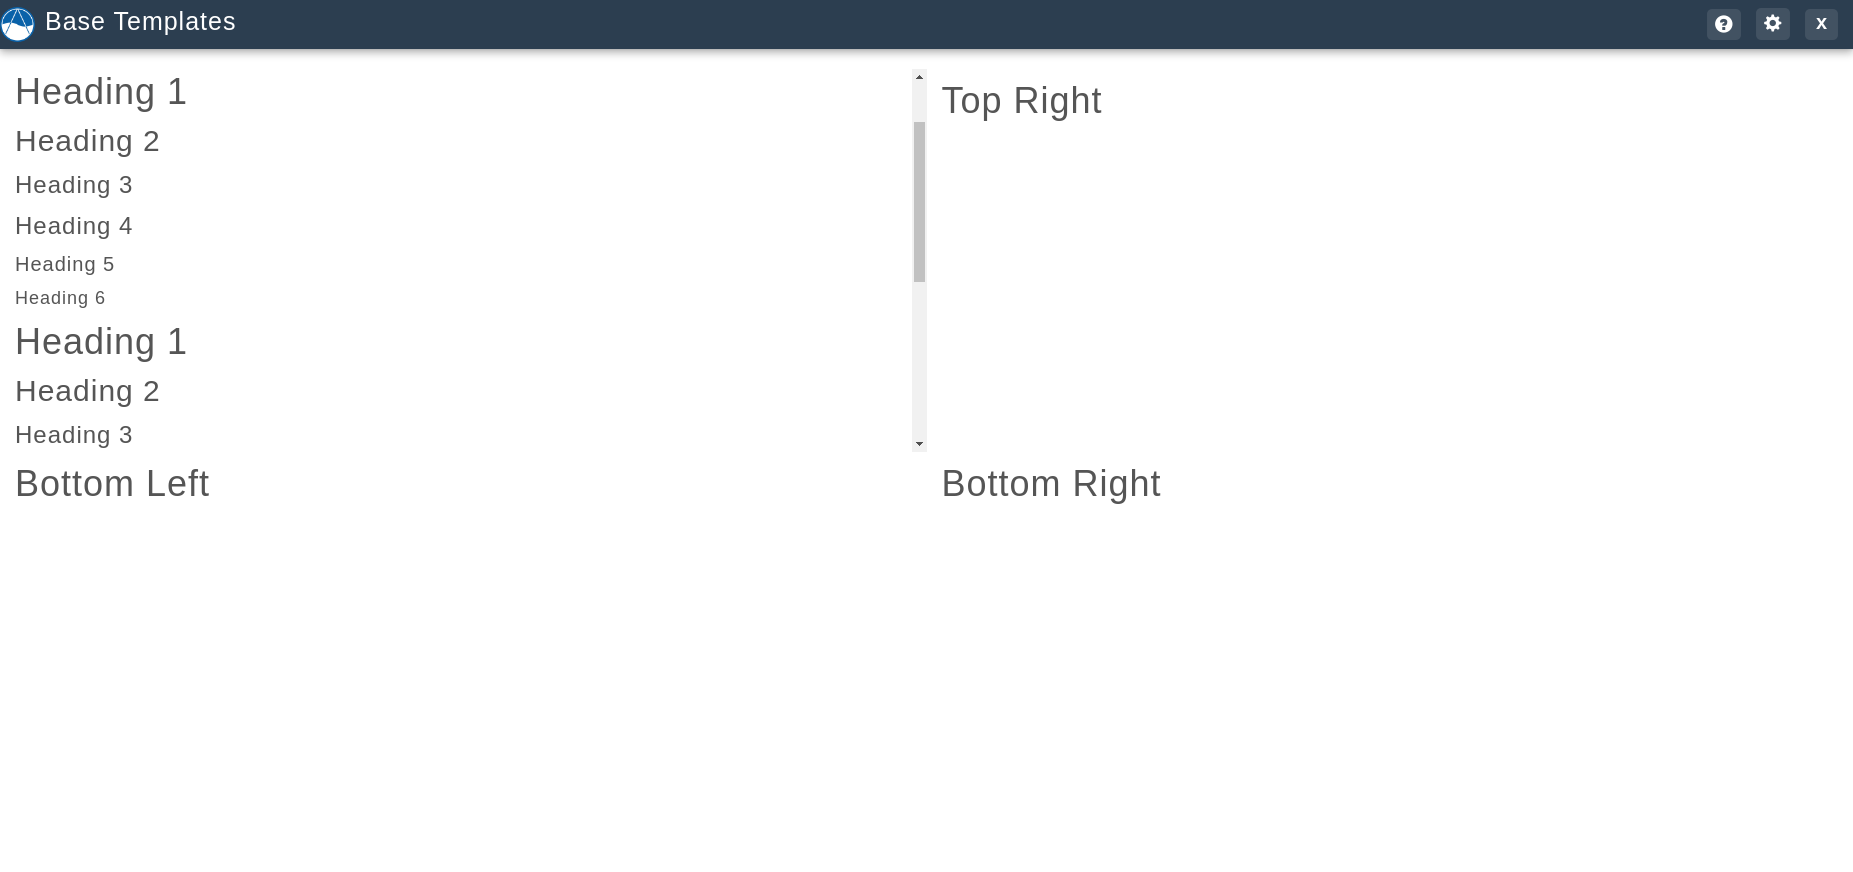 Base Templates
X
Heading 1
Heading 2
Heading 3
Heading 4
Heading 5
Heading 6
Heading 1
Heading 2
Heading 3
Top Right
Bottom Left
Bottom Right